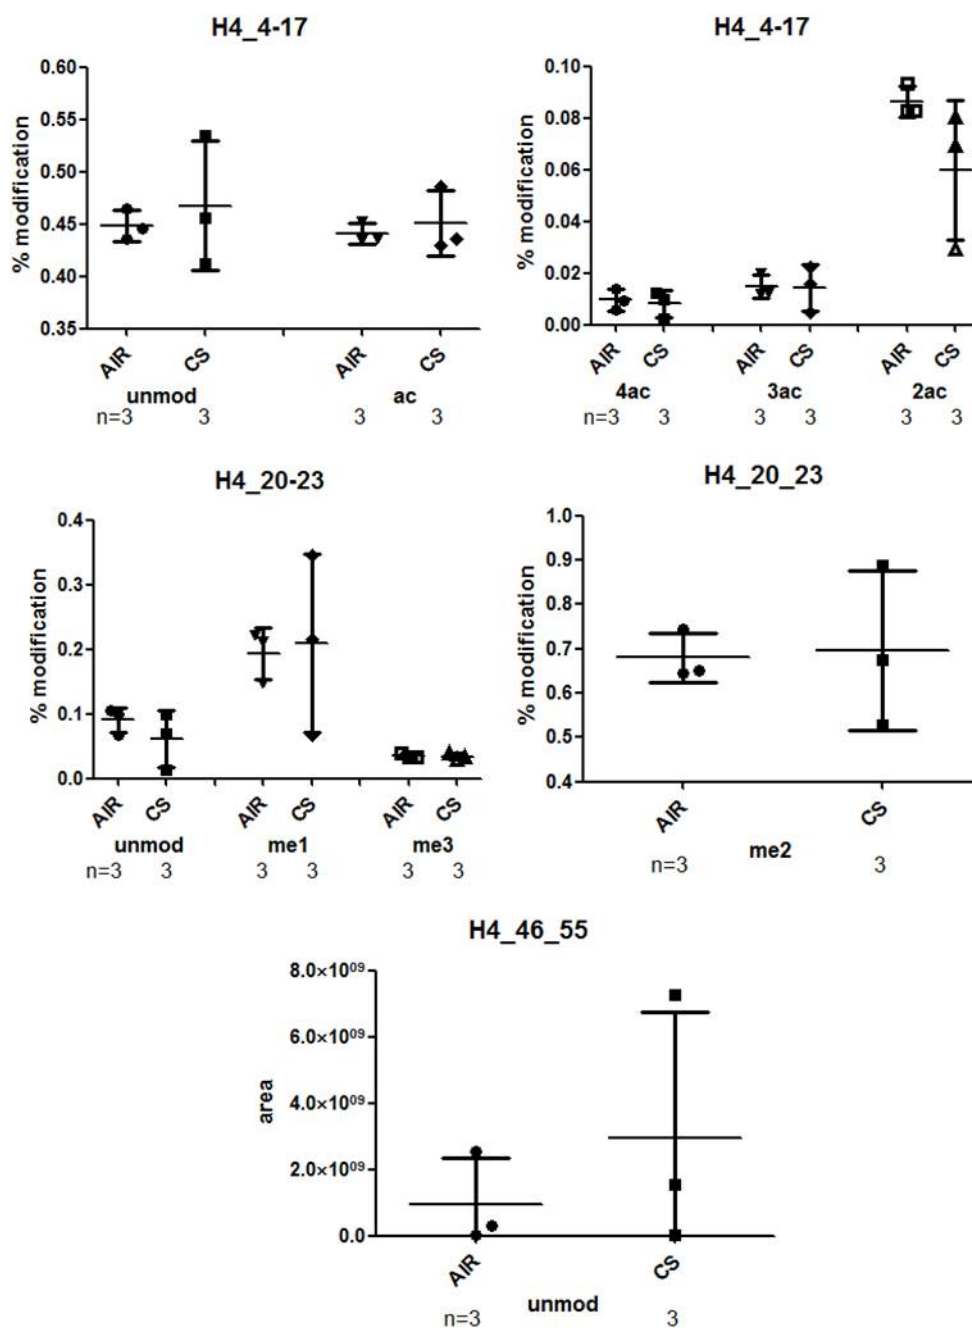 H4_4-17
% modification
0.60
0.55
0.50
0.45
0.40
0.35
AIR
CS
AIR
CS
unmod
ac
n=3
3
3
3
H4_4-17
% modification
0.10
0.08
0.06
0.04
0.02
0.00
AIR
CS
AIR
CS
AIR
CS
4ac
3ac
2ac
n=3
3
3
3
3
3
H4_20-23
% modification
0.4
0.3
0.2
0.1
0.0
AIR
CS
AIR
CS
AIR
CS
unmod
me1
me3
n=3
3
3
3
3
3
H4_20_23
% modification
1.0
0.9
0.8
0.7
0.6
0.5
0.4
AIR
CS
me2
n=3
3
H4_46_55
area
8.0×10⁰⁹
6.0×10⁰⁹
4.0×10⁰⁹
2.0×10⁰⁹
0.0
AIR
CS
unmod
n=3
3